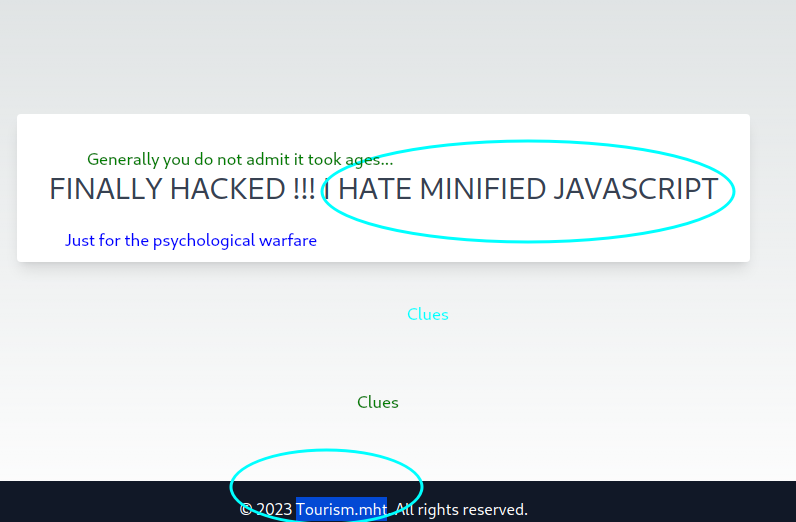 Generally you do not admit it took ages...
FINALLY HACKED !!! I HATE MINIFIED JAVASCRIPT
Just for the psychological warfare
Clues
Clues
© 2023 Tourism.mht. All rights reserved.